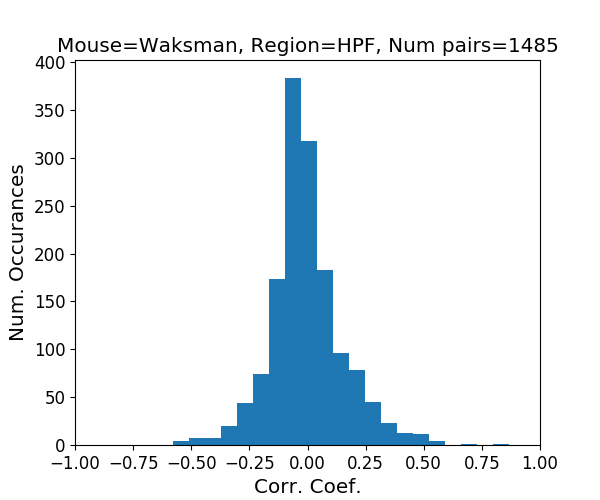 Mouse=Waksman, Region=HPF, Num pairs=1485
400
350
300
250
200
150
100
50
0
Num. Occurances
−1.00 −0.75 −0.50 −0.25 0.00 0.25 0.50 0.75 1.00
Corr. Coef.